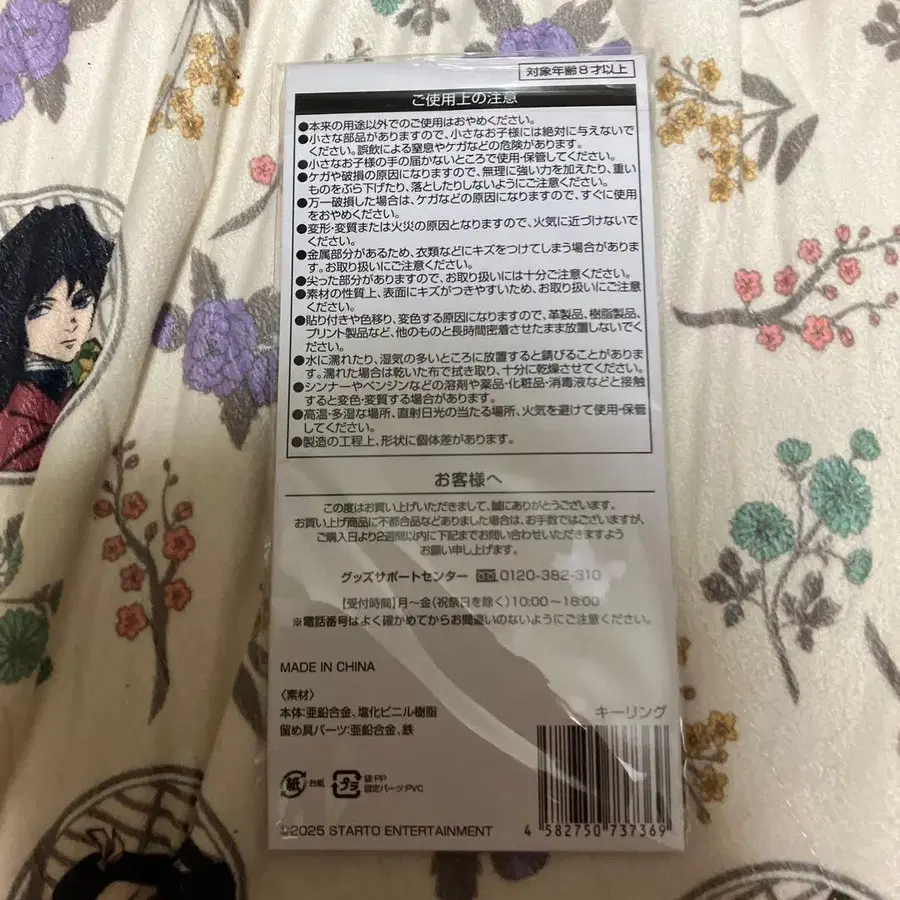 対象年齢8才以上
ご使用上の注意
●本来の用途以外でのご使用はおやめください。
●小さな部品がありますので、小さなお子様には絶対に与えないで
ください。誤飲による窒息やケガなどの危険があります。
●小さなお子様の手の届かないところで使用・保管してください。
●ケガや破損の原因になりますので、無理に強い力を加えたり、重い
ものをぶら下げたり、落としたりしないようにご注意ください。
●万一破損した場合は、ケガなどの原因になりますので、すぐに使用
をおやめください。
●変形・変質または火災の原因となりますので、火気に近づけないで
ください。
●金属部分があるため、衣類などにキズをつけてしまう場合がありま
す。お取り扱いにご注意ください。
●尖った部分がありますので、お取り扱いには十分ご注意ください。
●素材の性質上、表面にキズがつきやすいため、お取り扱いにご注意
ください。
●貼り付きや色移り、変色する原因になりますので、革製品、樹脂製品、
プリント製品など、他のものと長時間密着させたまま放置しないでく
ださい。
●水に濡れたり、湿気の多いところに放置すると錆びることがありま
す。濡れた場合は乾いた布で拭き取り、十分に乾燥させてください。
●シンナーやベンジンなどの溶剤や薬品・化粧品・消毒液などと接触
すると変色・変質する場合があります。
●高温・多湿な場所、直射日光の当たる場所、火気を避けて使用・保管
してください。
●製造の工程上、形状に個体差があります。
お客様へ
この度はお買い上げいただきまして、誠にありがとうございます。
お買い上げ商品に不都合品などありました場合は、お手数ではございますが、
ご購入日より2週間以内に下記までお問い合わせいただきますよう
お願い申し上げます。
グッズサポートセンター 0120-382-310
【受付時間】月〜金(祝祭日を除く)10:00〜18:00
※電話番号はよく確かめてからお間違いのないようにご注意ください。
MADE IN CHINA
〈素材〉
本体:亜鉛合金、塩化ビニル樹脂
留め具パーツ:亜鉛合金、鉄
キーリング
紙 台紙 プラ 袋:PP
固定パーツ:PVC
©2025 STARTO ENTERTAINMENT
4 582750 737369